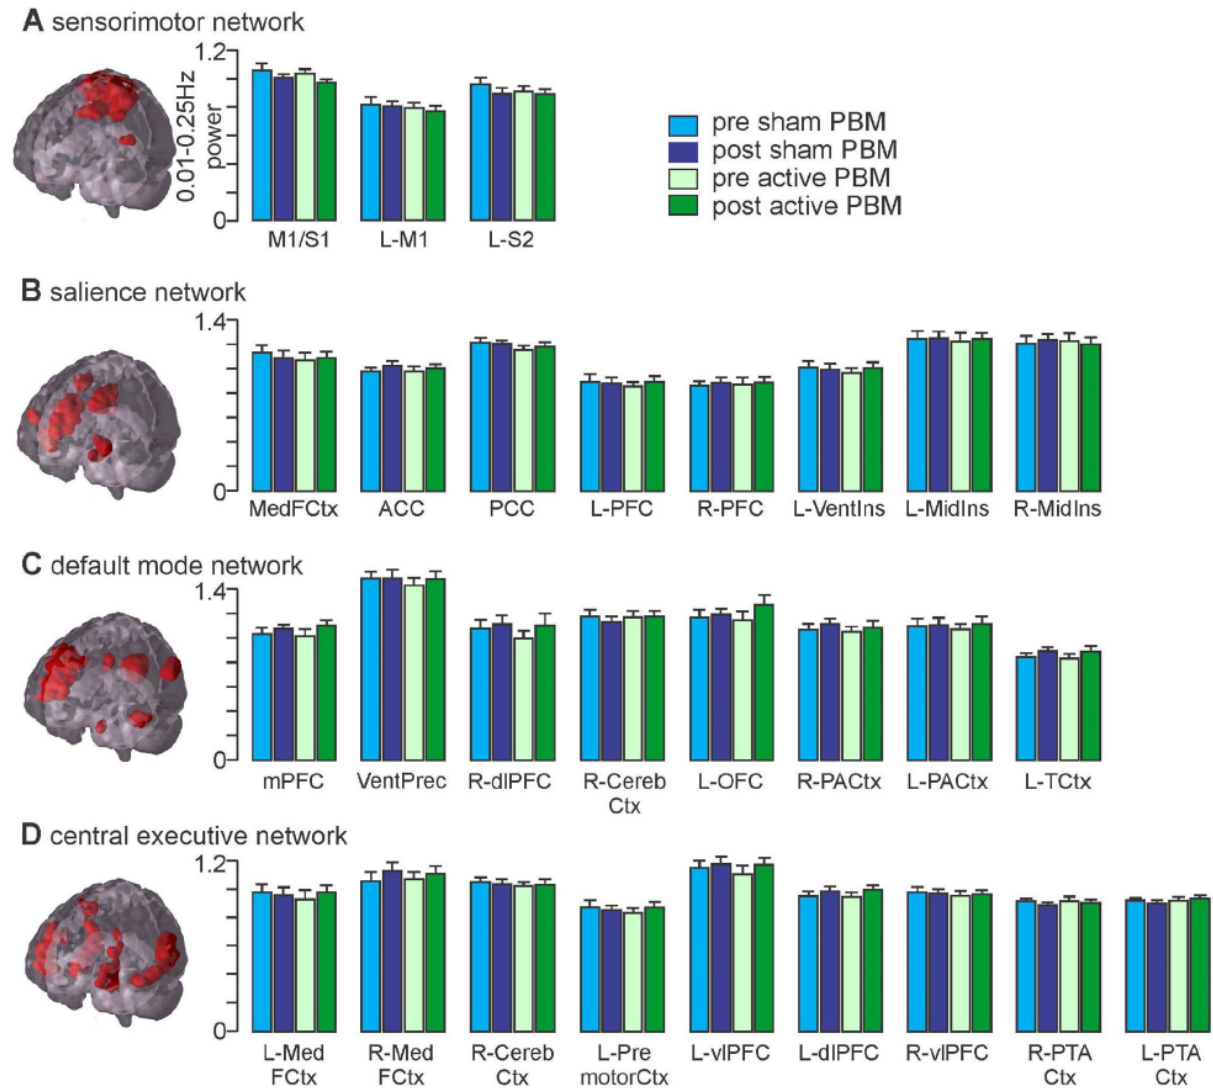 A sensorimotor network
1.2
0.01-0.25Hz
power
0
M1/S1 L-M1 L-S2
pre sham PBM
post sham PBM
pre active PBM
post active PBM
B salience network
1.4
0
MedFCtx ACC PCC L-PFC R-PFC L-VentIns L-MidIns R-MidIns
C default mode network
1.4
0
mPFC VentPrec R-dlPFC R-Cereb L-OFC R-PACtx L-PACtx L-TCtx
Ctx
D central executive network
1.2
0
L-Med R-Med R-Cereb L-Pre L-vlPFC L-dlPFC R-vlPFC R-PTA L-PTA
FCtx FCtx Ctx motorCtx Ctx Ctx